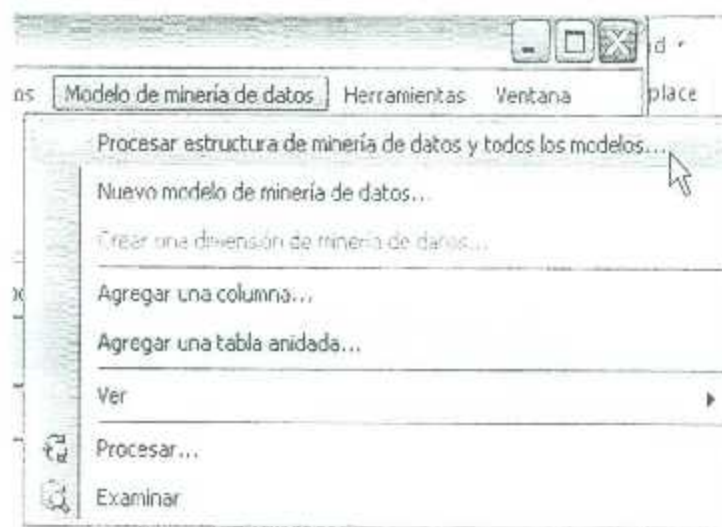 d
os Modelo de minería de datos Herramientas Ventana place
Procesar estructura de minería de datos y todos los modelos...
Nuevo modelo de minería de datos...
Crear una dimensión de minería de datos...
Agregar una columna...
Agregar una tabla anidada...
Ver
Procesar...
Examinar